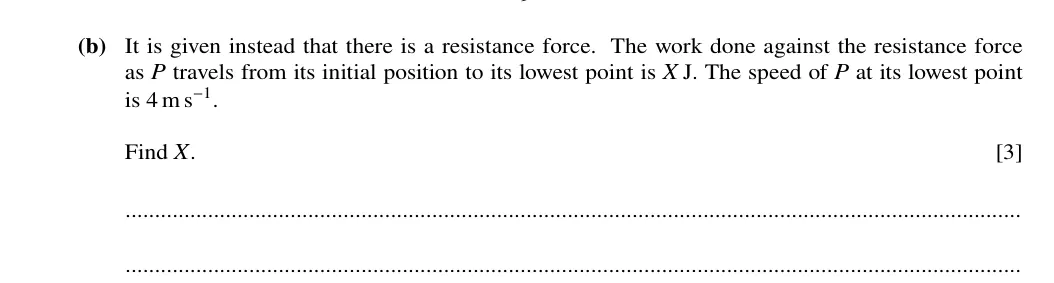 (b) It is given instead that there is a resistance force. The work done against the resistance force
as P travels from its initial position to its lowest point is X J. The speed of P at its lowest point
is 4 m s⁻¹.
Find X. [3]